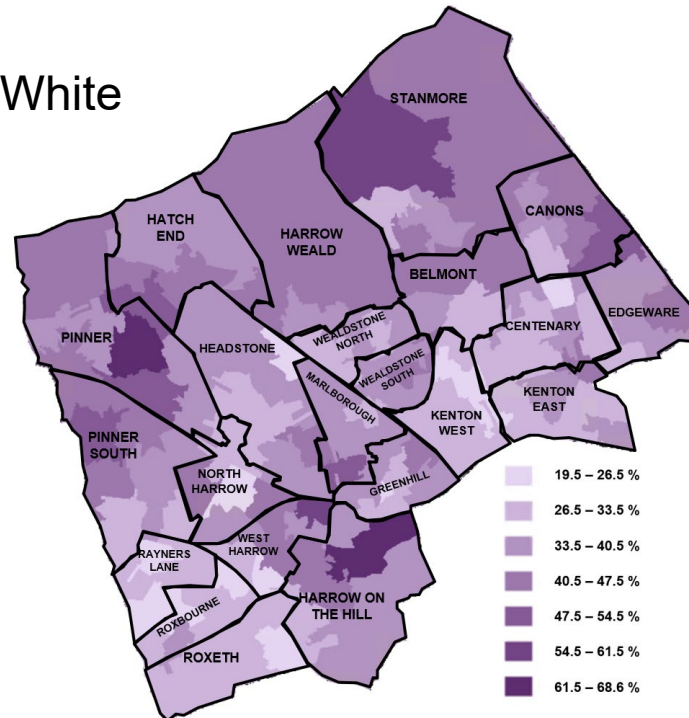 White
STANMORE
HATCH
END
HARROW
WEALD
CANONS
BELMONT
PINNER
HEADSTONE
WEALDSTONE
NORTH
CENTENARY
EDGEWARE
WEALDSTONE
SOUTH
MARLBOROUGH
KENTON
WEST
KENTON
EAST
PINNER
SOUTH
NORTH
HARROW
GREENHILL
WEST
HARROW
RAYNERS
LANE
HARROW ON
THE HILL
ROXBOURNE
ROXETH
19.5 – 26.5 %
26.5 – 33.5 %
33.5 – 40.5 %
40.5 – 47.5 %
47.5 – 54.5 %
54.5 – 61.5 %
61.5 – 68.6 %